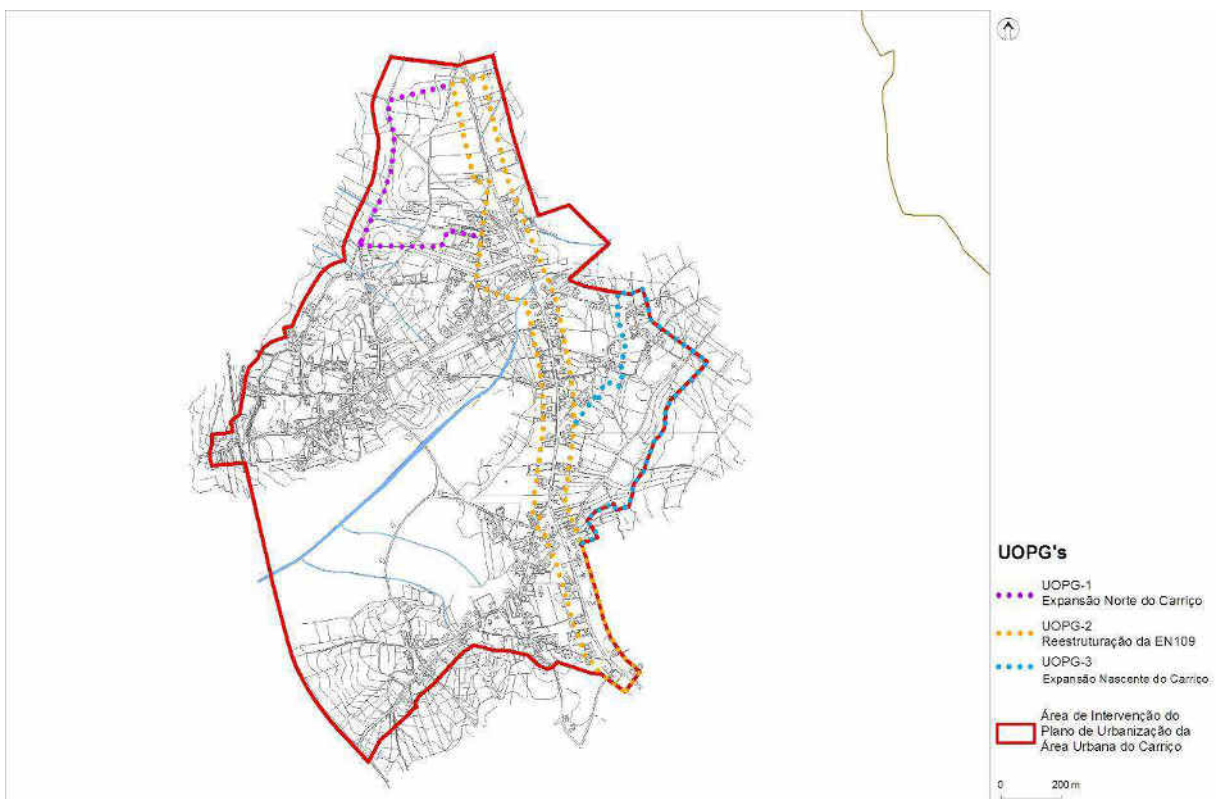 UOPG's
UOPG-1
Expansão Norte do Carriço
UOPG-2
Reestruturação da EN109
UOPG-3
Expansão Nascente do Carriço
Área de Intervenção do
Plano de Urbanização da
Área Urbana do Carriço
0 200 m